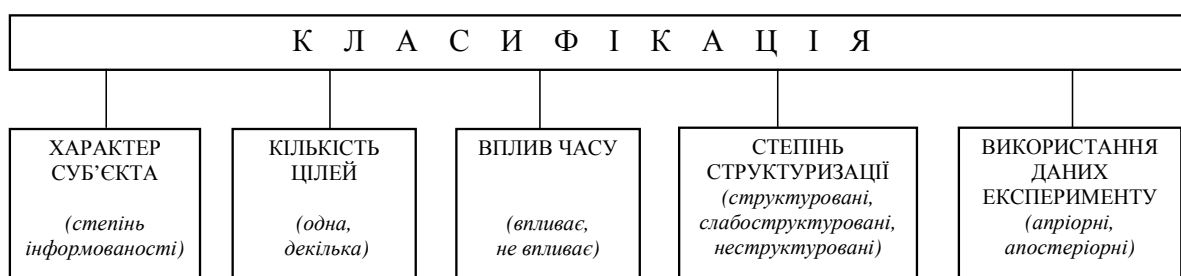 К Л А С И Ф І К А Ц І Я
ХАРАКТЕР
СУБ’ЄКТА
(степінь
інформованості)
КІЛЬКІСТЬ
ЦІЛЕЙ
(одна,
декілька)
ВПЛИВ ЧАСУ
(впливає,
не впливає)
СТЕПІНЬ
СТРУКТУРИЗАЦІЇ
(структуровані,
слабоструктуровані,
неструктуровані)
ВИКОРИСТАННЯ
ДАНИХ
ЕКСПЕРИМЕНТУ
(апріорні,
апостеріорні)